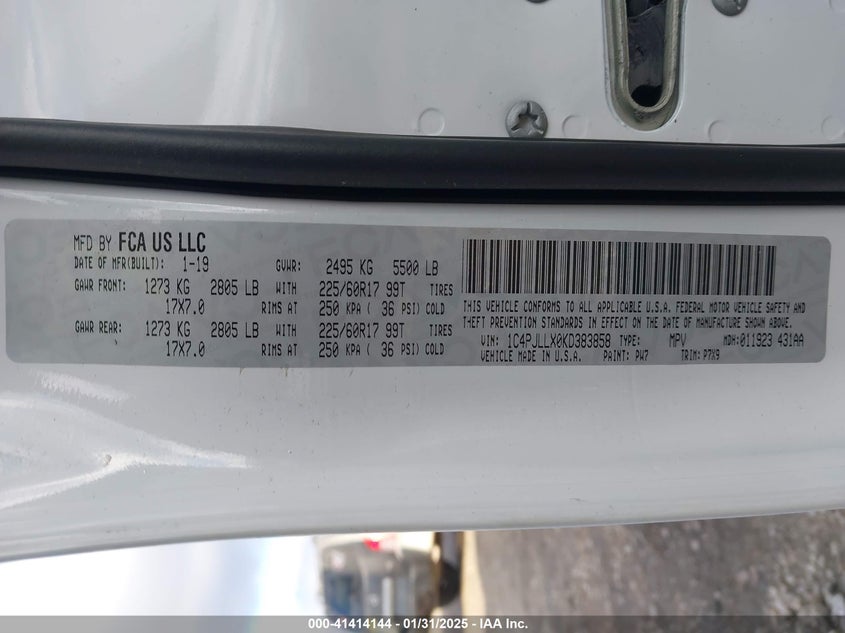 MFD BY FCA US LLC
DATE OF MFR(BUILT): 1-19 GVWR: 2495 KG 5500 LB
GAWR FRONT: 1273 KG 2805 LB WITH 225/60R17 99T TIRES
17X7.0 RIMS AT 250 KPA ( 36 PSI) COLD
GAWR REAR: 1273 KG 2805 LB WITH 225/60R17 99T TIRES
17X7.0 RIMS AT 250 KPA ( 36 PSI) COLD
THIS VEHICLE CONFORMS TO ALL APPLICABLE U.S.A. FEDERAL MOTOR VEHICLE SAFETY AND
THEFT PREVENTION STANDARDS IN EFFECT ON THE DATE OF MANUFACTURE SHOWN ABOVE.
VIN: 1C4PJLLX0KD383858 TYPE: MPV MDH: 011923 431AA
VEHICLE MADE IN U.S.A. PAINT: PW7 TRIM: P7X9
000-41414144 - 01/31/2025 - IAA Inc.